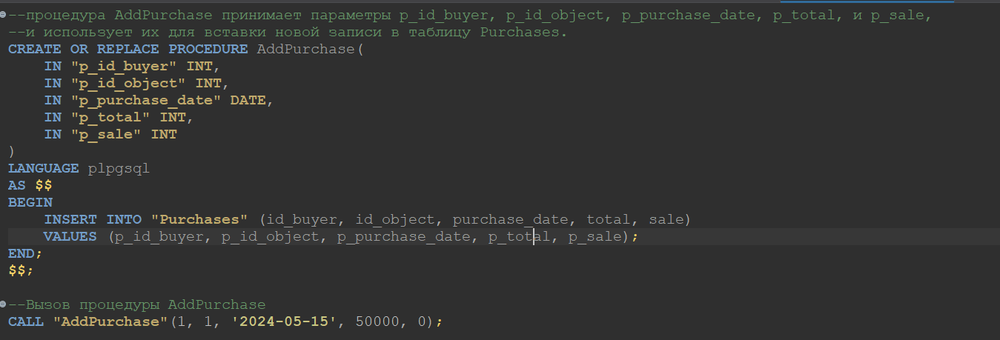 --процедура AddPurchase принимает параметры p_id_buyer, p_id_object, p_purchase_date, p_total, и p_sale,
--и использует их для вставки новой записи в таблицу Purchases.
CREATE OR REPLACE PROCEDURE AddPurchase(
    IN "p_id_buyer" INT,
    IN "p_id_object" INT,
    IN "p_purchase_date" DATE,
    IN "p_total" INT,
    IN "p_sale" INT
)
LANGUAGE plpgsql
AS $$
BEGIN
    INSERT INTO "Purchases" (id_buyer, id_object, purchase_date, total, sale)
    VALUES (p_id_buyer, p_id_object, p_purchase_date, p_total, p_sale);
END;
$$;
--Вызов процедуры AddPurchase
CALL "AddPurchase"(1, 1, '2024-05-15', 50000, 0);